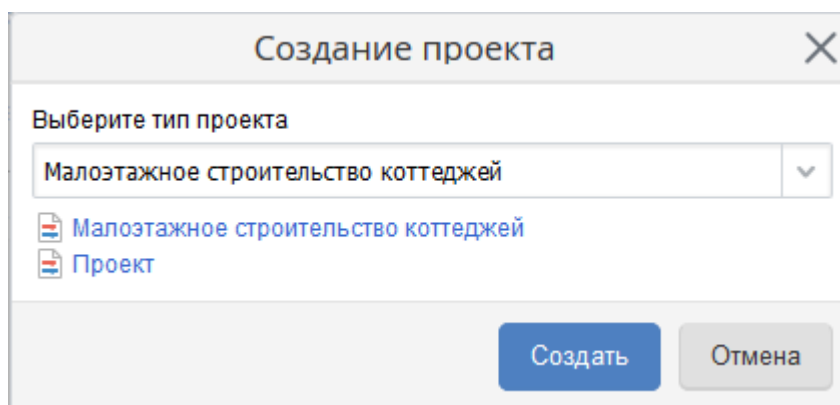 Создание проекта
Выберите тип проекта
Малоэтажное строительство коттеджей
Малоэтажное строительство коттеджей
Проект
Создать Отмена